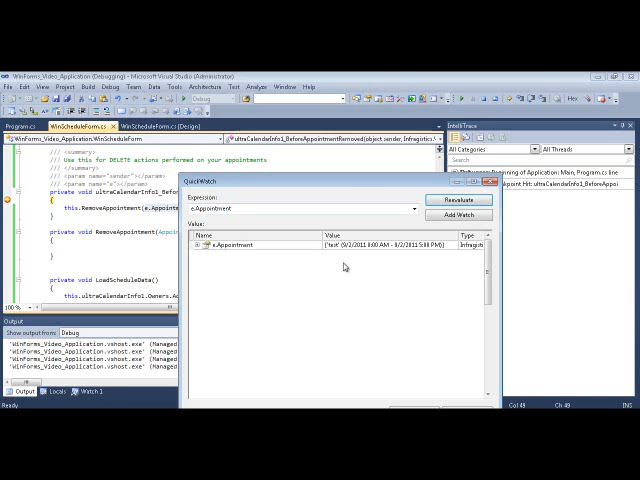 WinForms_Video_Application (Debugging) - Microsoft Visual Studio (Administrator)
File Edit View Project Build Debug Team Data Tools Architecture Test Analyze Window Help
Debug
Hex
Program.cs WinScheduleForm.cs WinScheduleForm.cs [Design]
WinForms_Video_Application.WinScheduleForm ultraCalendarInfo1_BeforeAppointmentRemoved(object sender, Infragistics
/// <summary>
/// Use this for DELETE actions performed on your appointments
/// </summary>
/// <param name="sender"></param>
/// <param name="e"></param>
private void ultraCalendarInfo1_Befo
{
this.RemoveAppointment(e.Appointm
}
private void RemoveAppointment(Appoi
{
}
private void LoadScheduleData()
{
this.ultraCalendarInfo1.Owners.Ad
100 %
Output
Show output from: Debug
'WinForms_Video_Application.vshost.exe' (Managed
'WinForms_Video_Application.vshost.exe' (Managed
'WinForms_Video_Application.vshost.exe' (Managed
'WinForms_Video_Application.vshost.exe' (Managed
Output Locals Watch 1
Ready
Col 49 Ch 49
QuickWatch
Expression:
e.Appointment
Reevaluate
Add Watch
Value:
Name Value Type
e.Appointment {'test' (9/2/2011 8:00 AM - 9/2/2011 5:00 PM)} Infragisti
IntelliTrace
All Categories All Threads
Search
Beginning of Application: Main, Program.cs line
Breakpoint Hit: ultraCalendarInfo1_BeforeAppoi